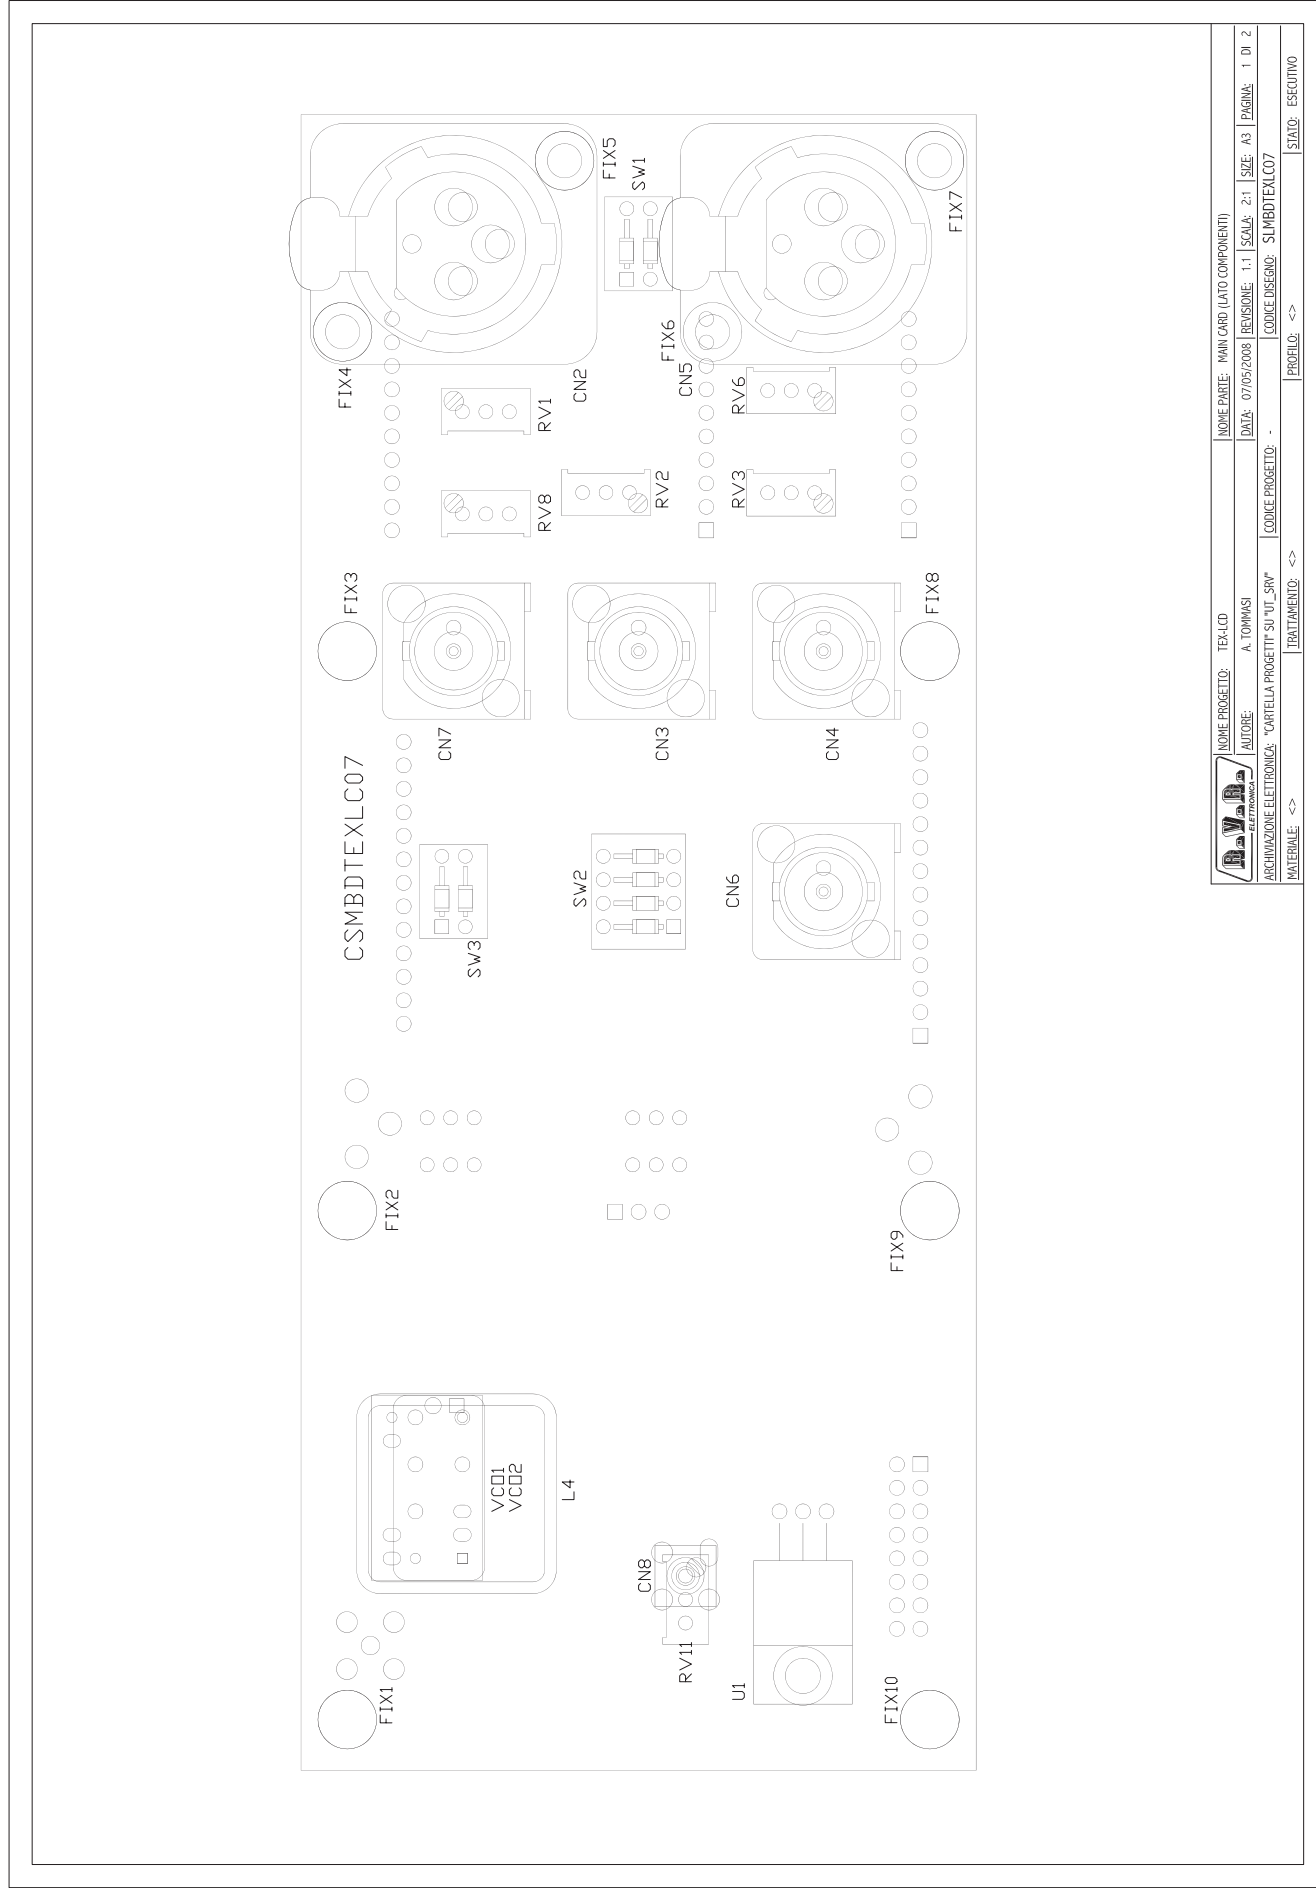 FIX4
FIX5
SW1
FIX7
CN2
FIX6
CN5
RV1
RV6
RV8
RV2
RV3
FIX3
FIX8
CN7
CN3
CN4
CSMBDTEXLC07
SW3
SW2
CN6
FIX2
FIX9
VCO1
VCO2
L4
CN8
RV11
U1
FIX1
FIX10
R.V.R.
ELETTRONICA
NOME PROGETTO: TEX-LCD NOME PARTE: MAIN CARD (LATO COMPONENTI)
AUTORE: A. TOMMASI DATA: 07/05/2008 REVISIONE: 1.1 SCALA: 2:1 SIZE: A3 PAGINA: 1 DI 2
ARCHIVIAZIONE ELETTRONICA: "CARTELLA PROGETTI" SU "UT_SRV" CODICE PROGETTO: - CODICE DISEGNO: SLMBDTEXLC07
MATERIALE: <> TRATTAMENTO: <> PROFILO: <> STATO: ESECUTIVO